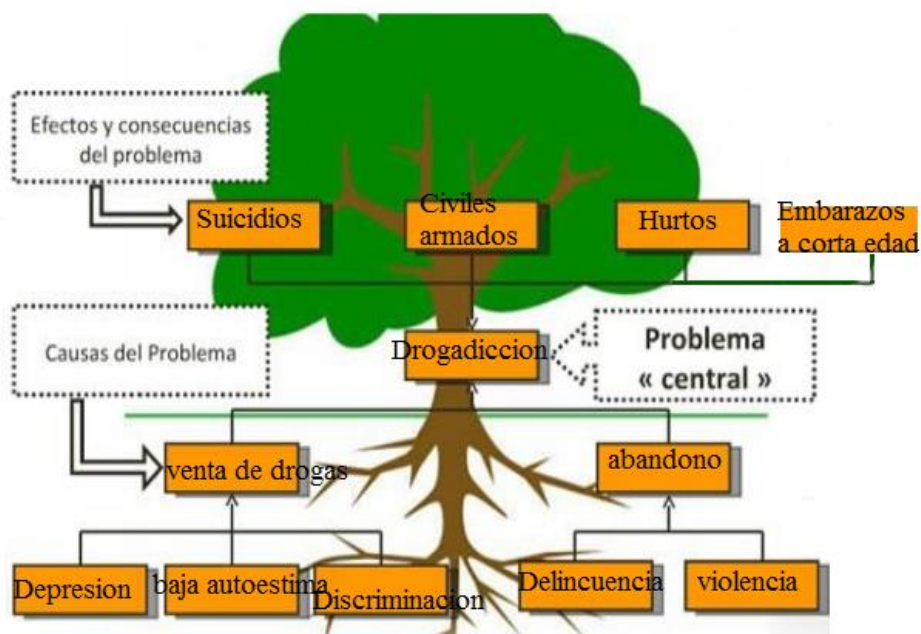 Efectos y consecuencias
del problema
Suicidios
Civiles
armados
Hurtos
Embarazos
a corta edad
Causas del Problema
Drogadiccion
Problema
« central »
venta de drogas
abandono
Depresion
baja autoestima
Discriminacion
Delincuencia
violencia